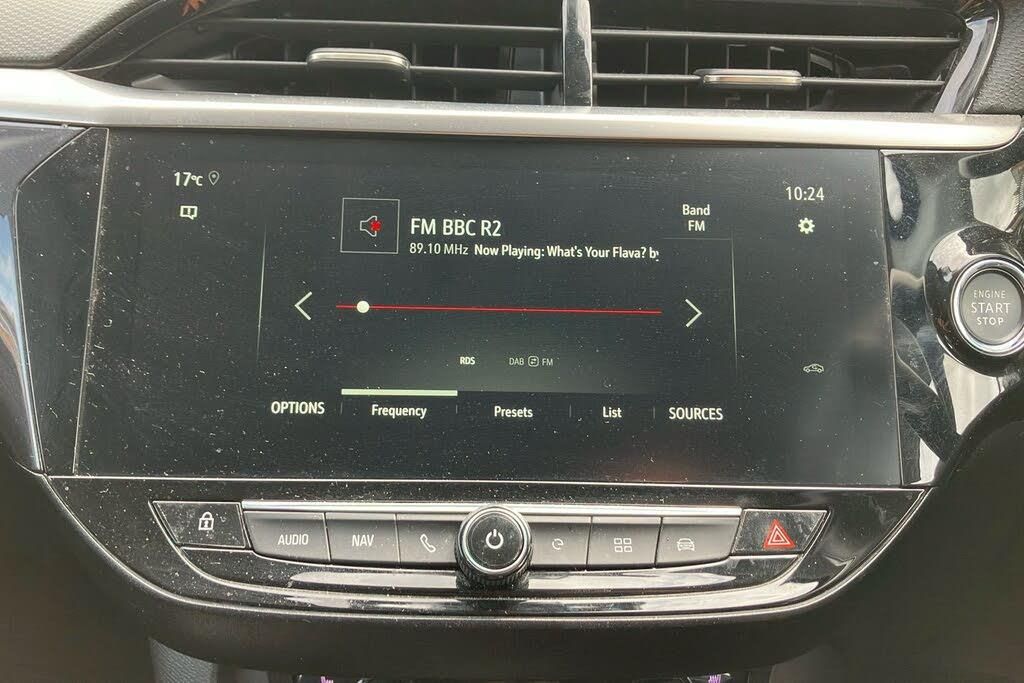 17°C
10:24
FM BBC R2
Band
FM
89.10 MHz Now Playing: What's Your Flava? by
ENGINE
START
STOP
RDS
DAB FM
OPTIONS Frequency Presets List SOURCES
AUDIO NAV